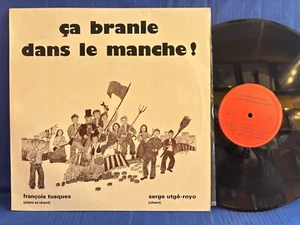 ça branle
dans le manche !
françois tusques
(piano et chant)
serge utgé-royo
(chant)